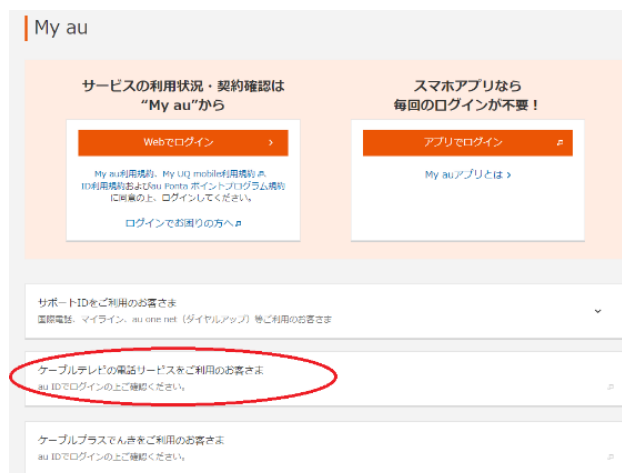 My au
サービスの利用状況・契約確認は
“My au”から
Webでログイン
My au利用規約、My UQ mobile利用規約
ID利用規約およびau Ponta ポイントプログラム規約
に同意の上、ログインしてください。
ログインでお困りの方へ
スマホアプリなら
毎回のログインが不要！
アプリでログイン
My auアプリとは
サポートIDをご利用のお客さま
国際電話、マイライン、au one net（ダイヤルアップ）等ご利用のお客さま
ケーブルテレビの電話サービスをご利用のお客さま
au IDでログインの上ご確認ください。
ケーブルプラスでんきをご利用のお客さま
au IDでログインの上ご確認ください。